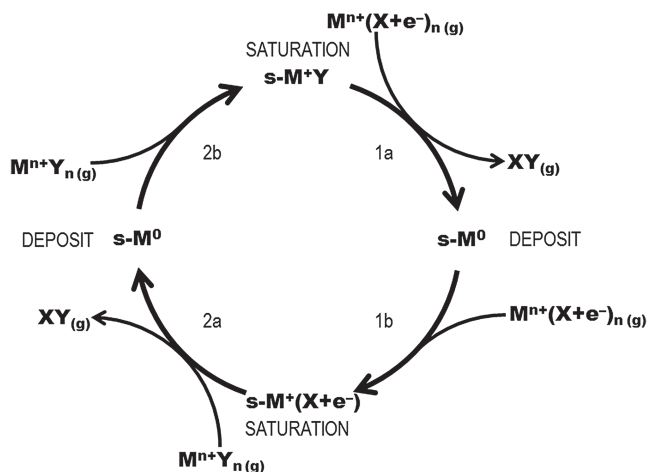 Mⁿ⁺(X+e⁻)ₙ ₍g₎
SATURATION
s-M⁺Y
2b
1a
Mⁿ⁺Yₙ ₍g₎
XY₍g₎
DEPOSIT s-M⁰
s-M⁰ DEPOSIT
XY₍g₎
2a
1b
Mⁿ⁺(X+e⁻)ₙ ₍g₎
s-M⁺(X+e⁻)
SATURATION
Mⁿ⁺Yₙ ₍g₎